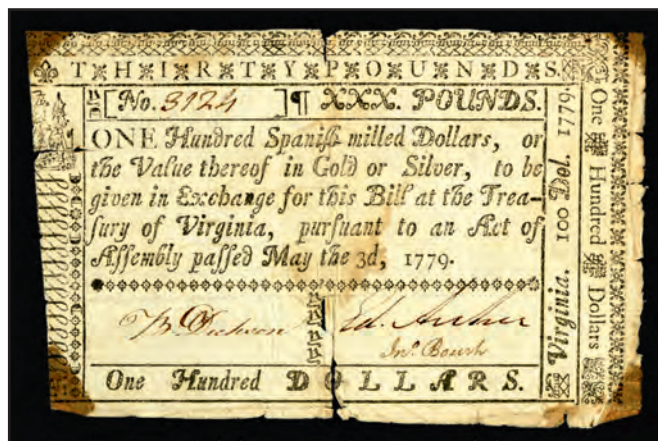 THIRTY POUNDS.
[No. 3124 ]¶ XXX. POUNDS.
ONE Hundred Spanish milled Dollars, or
the Value thereof in Gold or Silver, to be
given in Exchange for this Bill at the Trea-
sury of Virginia, pursuant to an Act of
Assembly passed May the 3d, 1779.
Ed. Archer
One Hundred DOLLARS.
Virginia. 100 Dol. 1779.
One Hundred Dollars